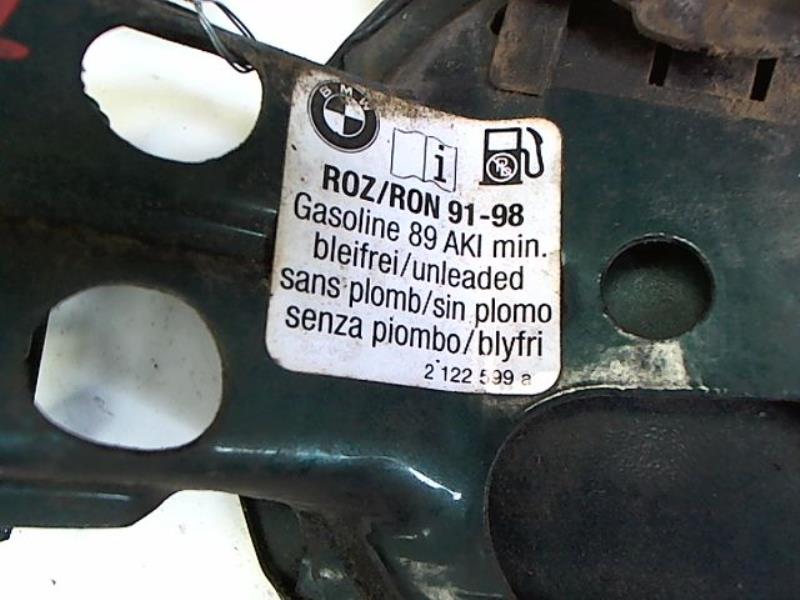 BMW
i
Pb
ROZ/RON 91-98
Gasoline 89 AKI min.
bleifrei/unleaded
sans plomb/sin plomo
senza piombo/blyfri
2 122 599 a